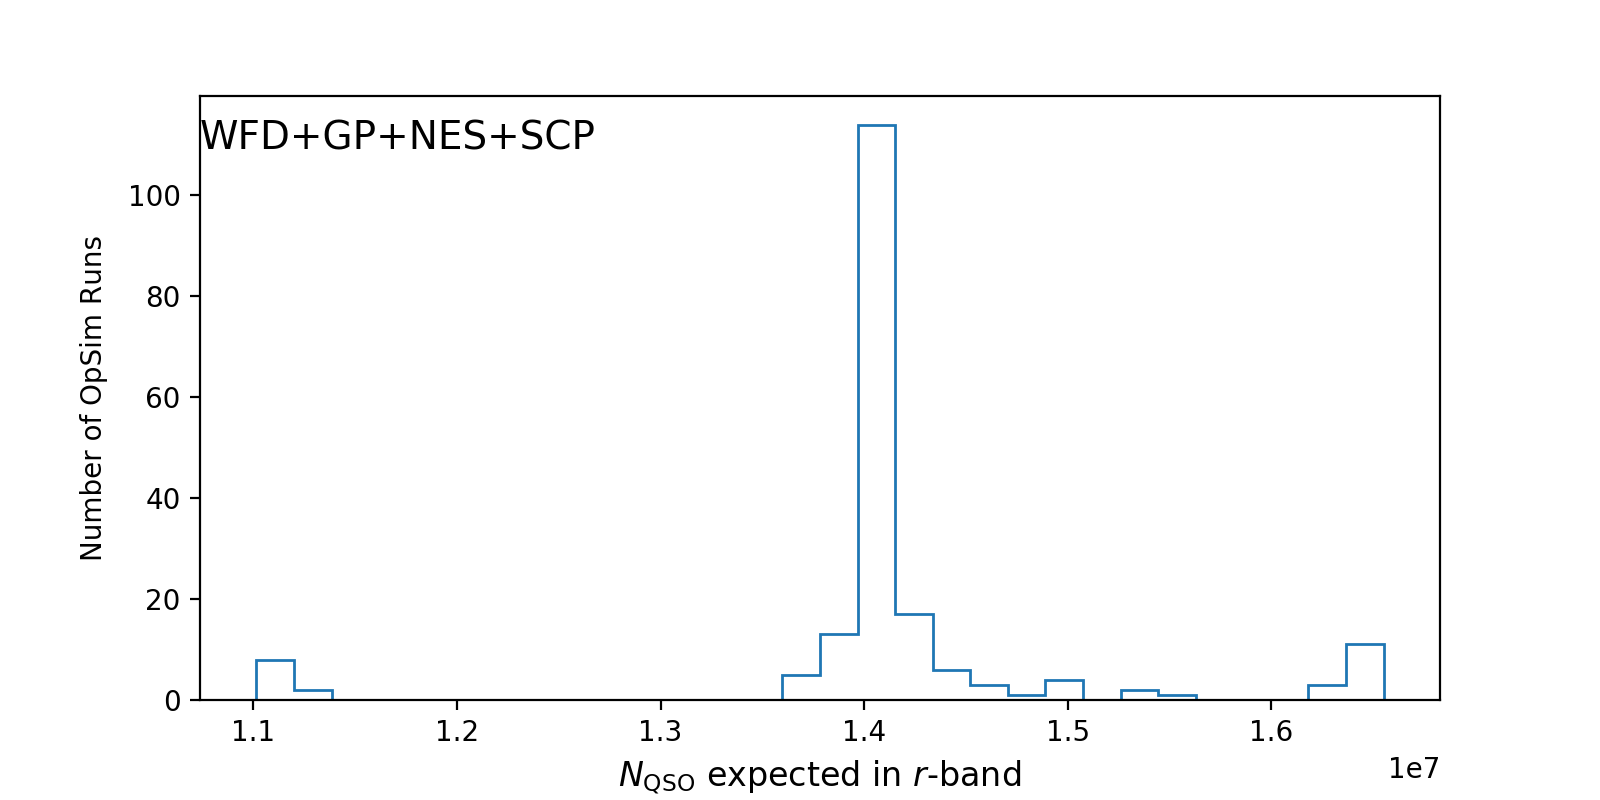 WFD+GP+NES+SCP
Number of OpSim Runs
100
80
60
40
20
0
1.1 1.2 1.3 1.4 1.5 1.6
1e7
N_QSO expected in r-band